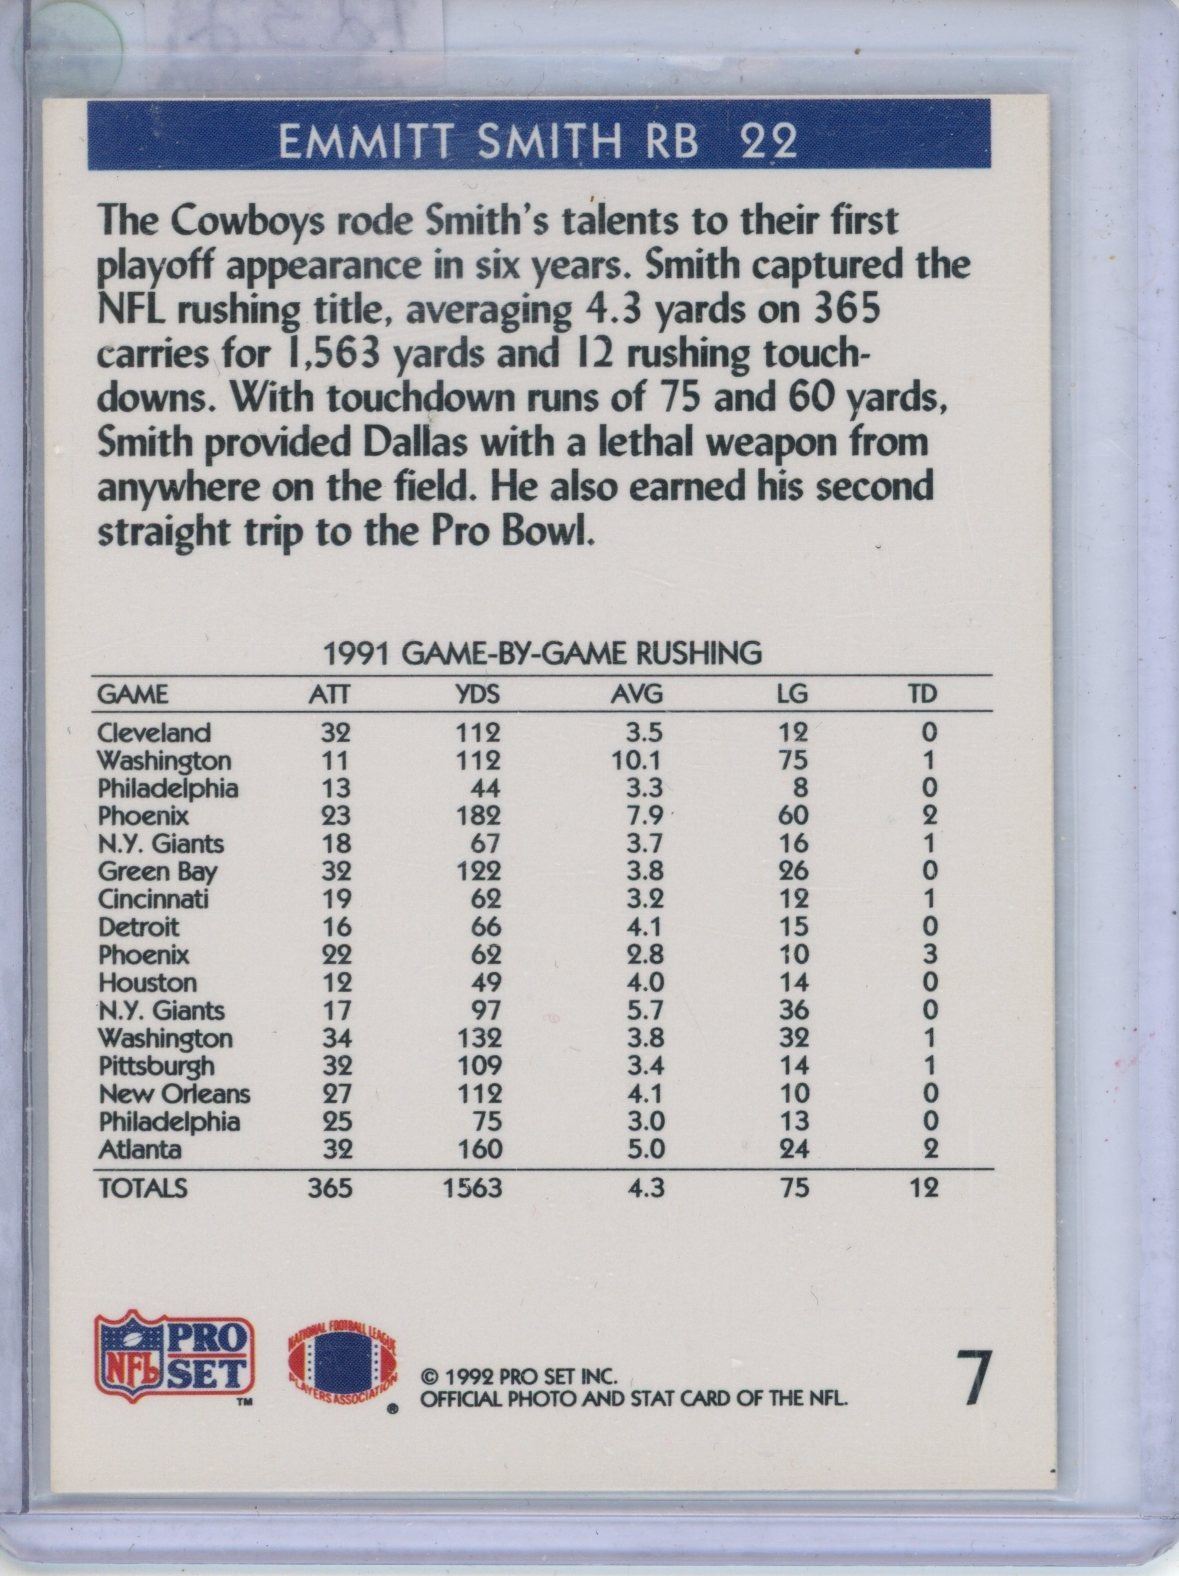 EMMITT SMITH RB 22
The Cowboys rode Smith's talents to their first
playoff appearance in six years. Smith captured the
NFL rushing title, averaging 4.3 yards on 365
carries for 1,563 yards and 12 rushing touch-
downs. With touchdown runs of 75 and 60 yards,
Smith provided Dallas with a lethal weapon from
anywhere on the field. He also earned his second
straight trip to the Pro Bowl.
1991 GAME-BY-GAME RUSHING
GAME ATT YDS AVG LG TD
Cleveland 32 112 3.5 12 0
Washington 11 112 10.1 75 1
Philadelphia 13 44 3.3 8 0
Phoenix 23 182 7.9 60 2
N.Y. Giants 18 67 3.7 16 1
Green Bay 32 122 3.8 26 0
Cincinnati 19 62 3.2 12 1
Detroit 16 66 4.1 15 0
Phoenix 22 62 2.8 10 3
Houston 12 49 4.0 14 0
N.Y. Giants 17 97 5.7 36 0
Washington 34 132 3.8 32 1
Pittsburgh 32 109 3.4 14 1
New Orleans 27 112 4.1 10 0
Philadelphia 25 75 3.0 13 0
Atlanta 32 160 5.0 24 2
TOTALS 365 1563 4.3 75 12
NFL PRO SET TM
NATIONAL FOOTBALL LEAGUE
PLAYERS ASSOCIATION ®
© 1992 PRO SET INC.
OFFICIAL PHOTO AND STAT CARD OF THE NFL.
7